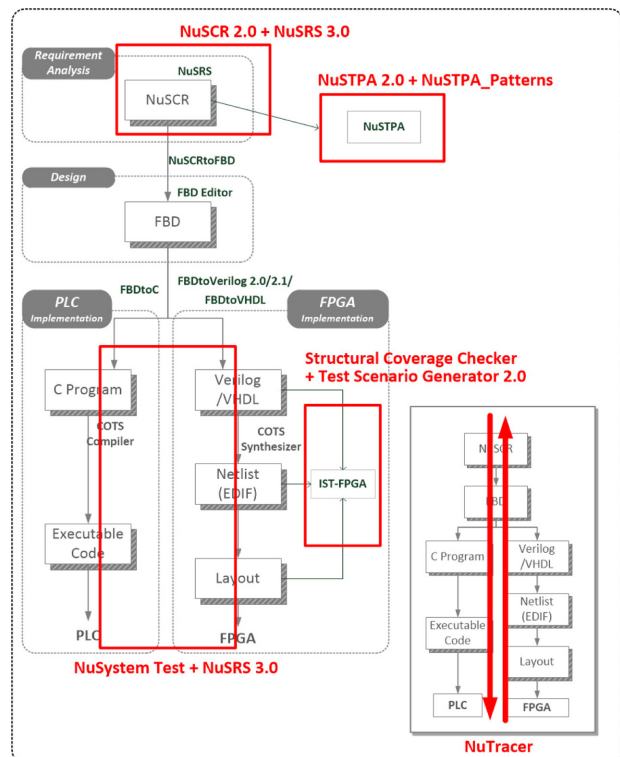 NuSCR 2.0 + NuSRS 3.0
Requirement
Analysis
NuSRS
NuSCR
NuSTPA 2.0 + NuSTPA_Patterns
NuSTPA
NuSCRtoFBD
Design
FBD Editor
FBD
FBDtoC
FBDtoVerilog 2.0/2.1/
FBDtoVHDL
PLC
Implementation
FPGA
Implementation
C Program
COTS
Compiler
Executable
Code
PLC
Verilog
/VHDL
COTS
Synthesizer
Netlist
(EDIF)
Layout
FPGA
Structural Coverage Checker
+ Test Scenario Generator 2.0
IST-FPGA
NuSystem Test + NuSRS 3.0
NuSCR
FBD
C Program
Verilog
/VHDL
Netlist
(EDIF)
Executable
Code
Layout
PLC
FPGA
NuTracer